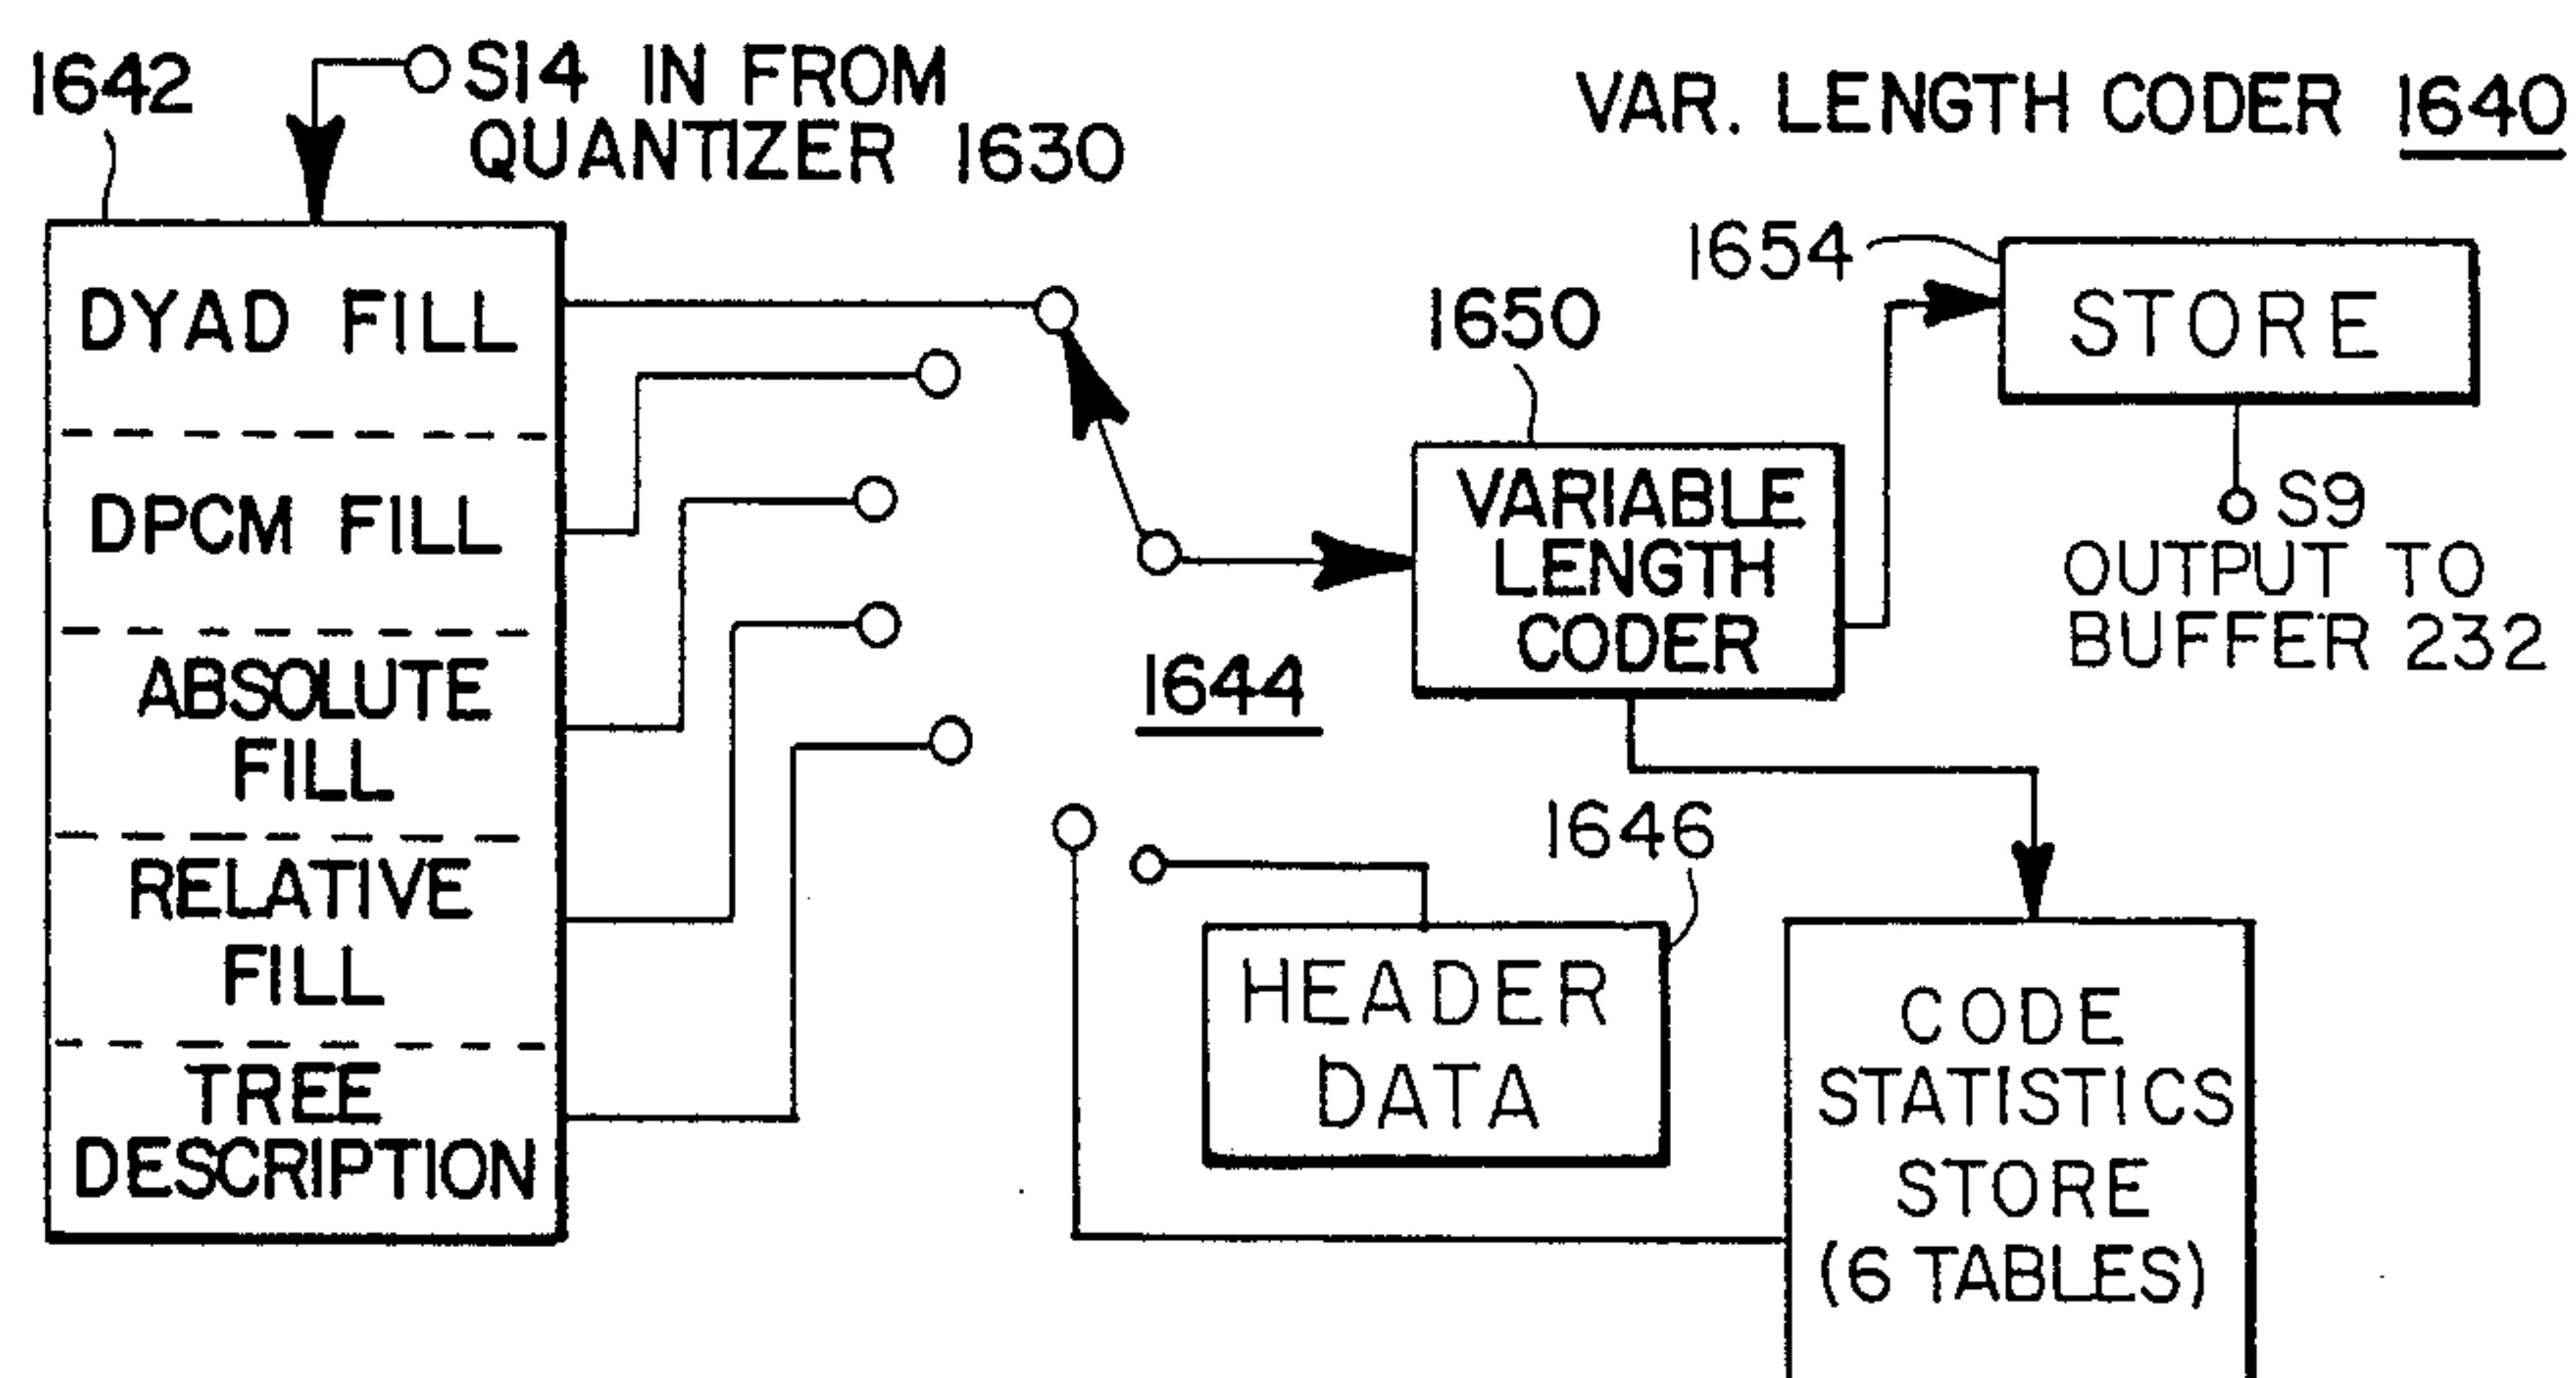 1642
S14 IN FROM
QUANTIZER 1630
VAR. LENGTH CODER 1640
DYAD FILL
DPCM FILL
ABSOLUTE
FILL
RELATIVE
FILL
TREE
DESCRIPTION
1644
1650
VARIABLE
LENGTH
CODER
1654
STORE
S9
OUTPUT TO
BUFFER 232
1646
HEADER
DATA
CODE
STATISTICS
STORE
(6 TABLES)